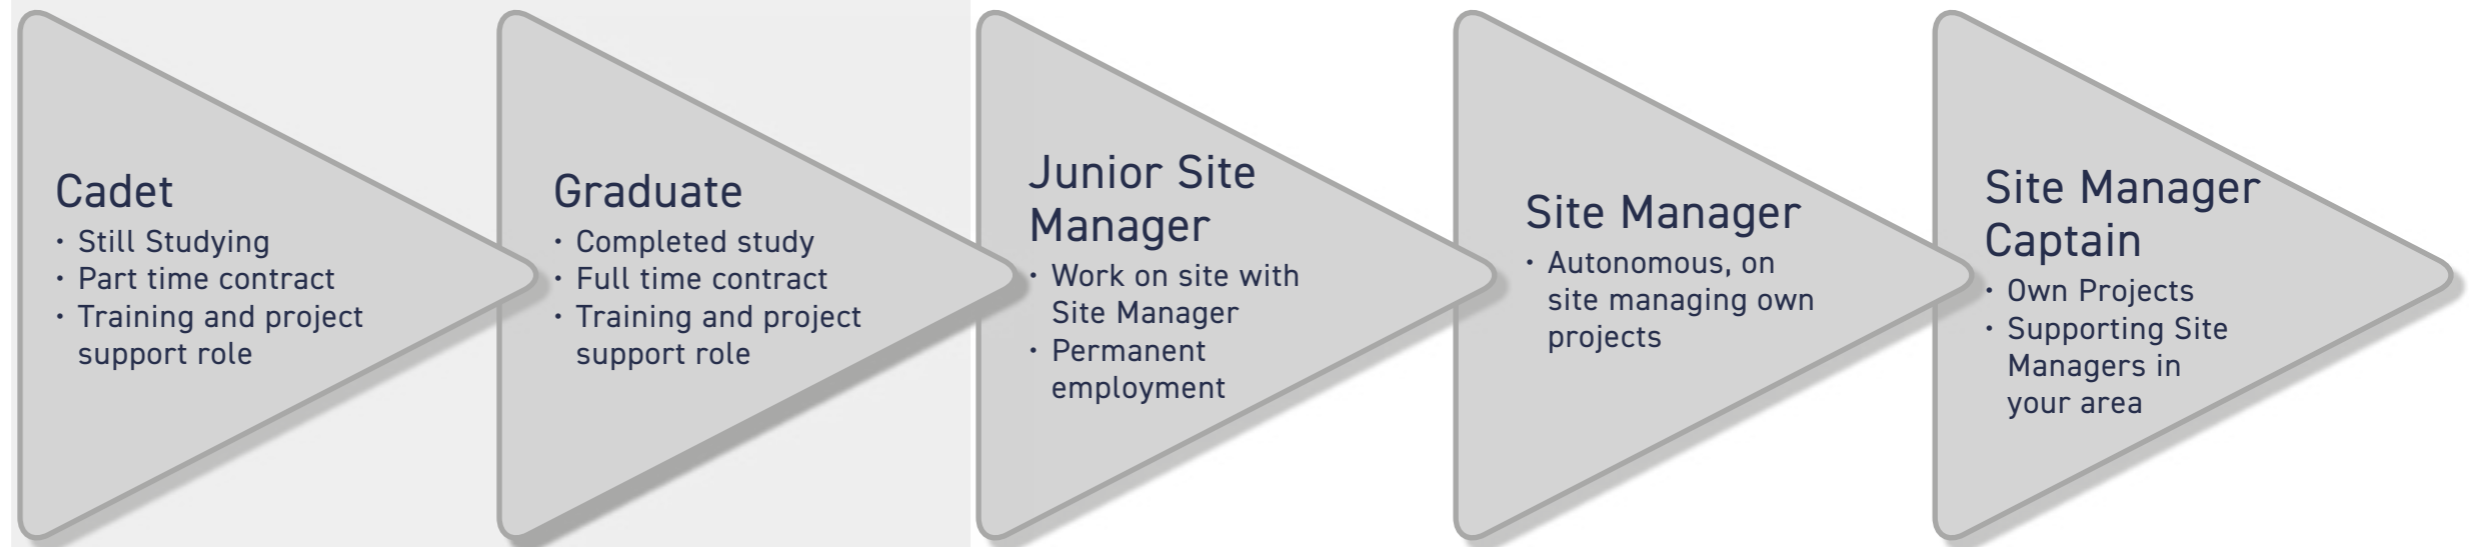 Cadet
· Still Studying
· Part time contract
· Training and project
support role
Graduate
· Completed study
· Full time contract
· Training and project
support role
Junior Site
Manager
· Work on site with
Site Manager
· Permanent
employment
Site Manager
· Autonomous, on
site managing own
projects
Site Manager
Captain
· Own Projects
· Supporting Site
Managers in
your area